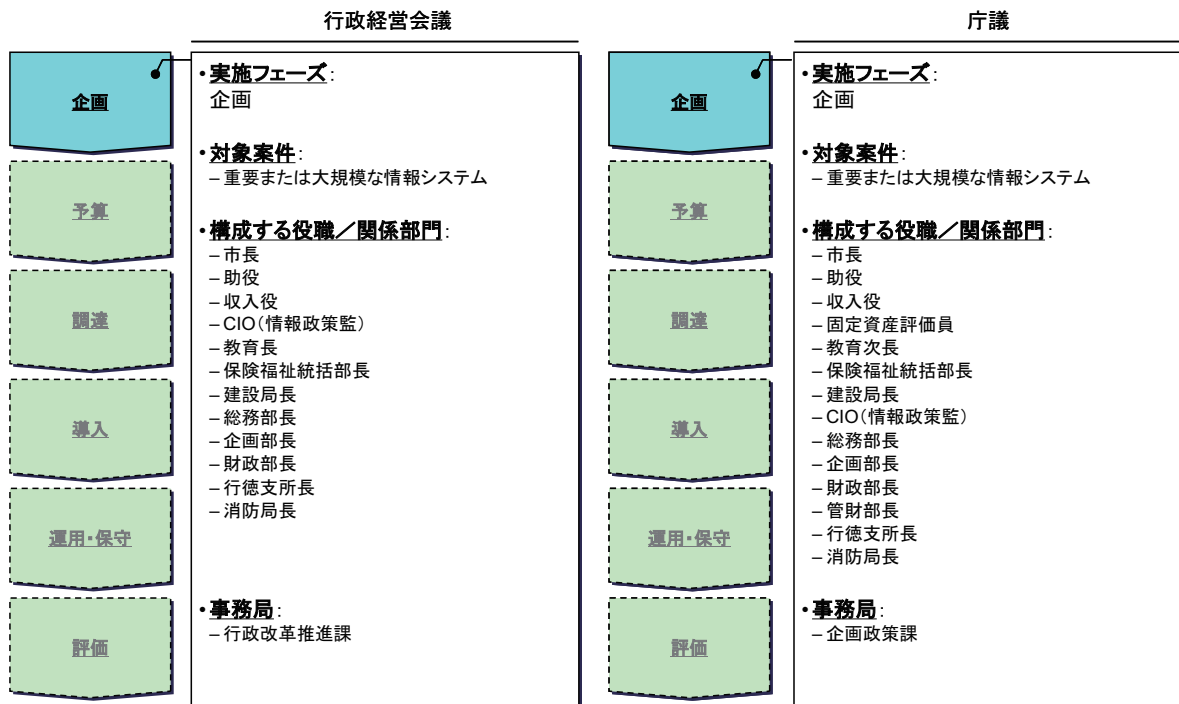 行政経営会議
企画
予算
調達
導入
運用・保守
評価
・実施フェーズ:
企画
・対象案件:
–重要または大規模な情報システム
・構成する役職／関係部門:
–市長
–助役
–収入役
–CIO（情報政策監）
–教育長
–保険福祉統括部長
–建設局長
–総務部長
–企画部長
–財政部長
–行徳支所長
–消防局長
・事務局:
–行政改革推進課
庁議
企画
予算
調達
導入
運用・保守
評価
・実施フェーズ:
企画
・対象案件:
–重要または大規模な情報システム
・構成する役職／関係部門:
–市長
–助役
–収入役
–固定資産評価員
–教育次長
–保険福祉統括部長
–建設局長
–CIO（情報政策監）
–総務部長
–企画部長
–財政部長
–管財部長
–行徳支所長
–消防局長
・事務局:
–企画政策課